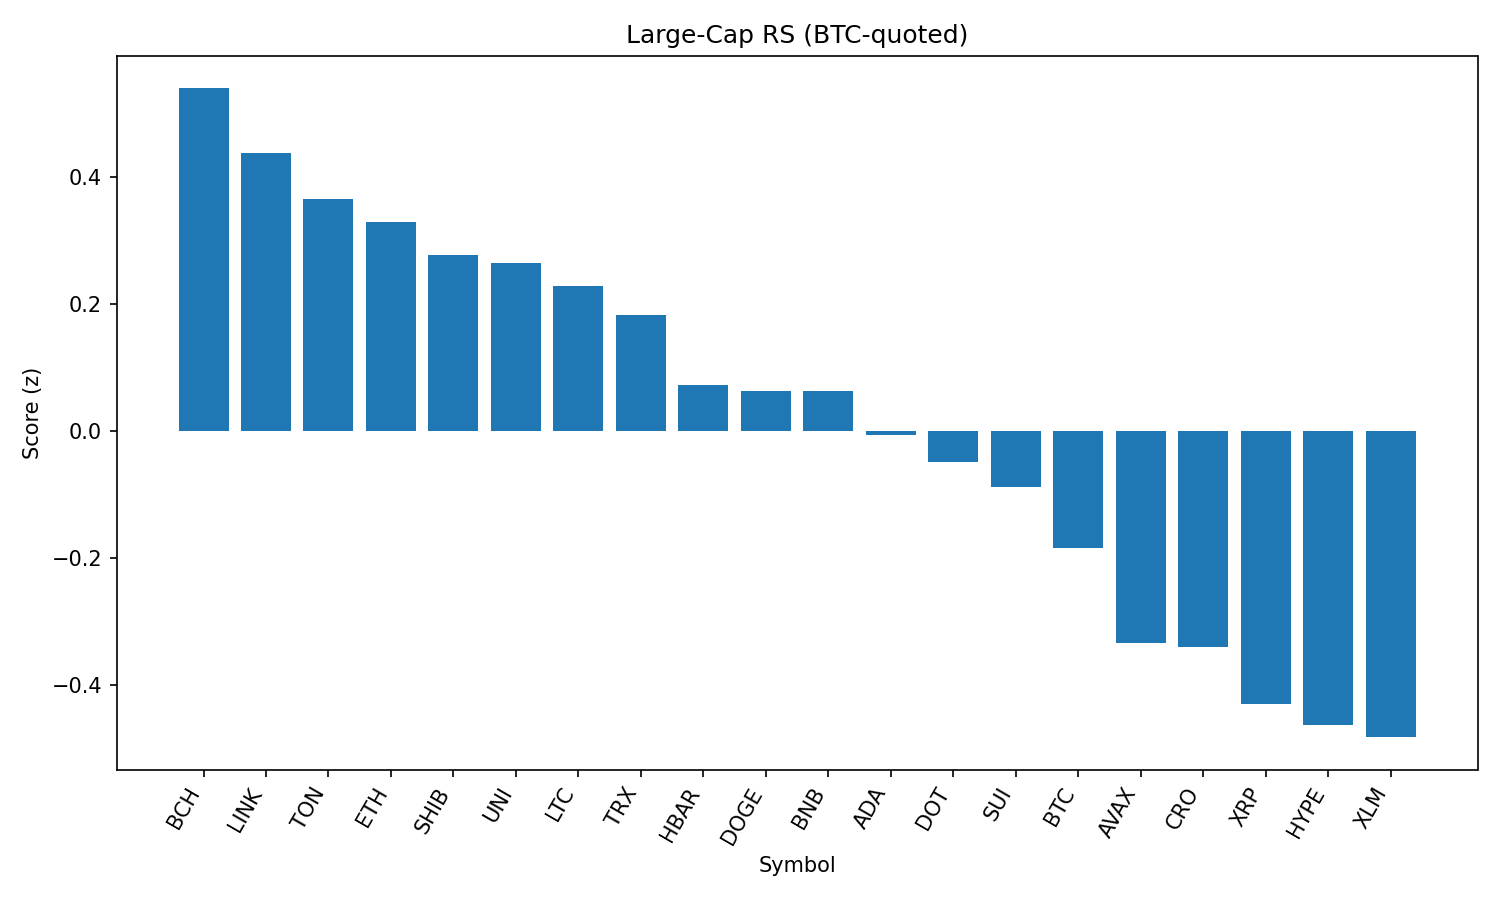 Large-Cap RS (BTC-quoted)
Score (z)
0.4
0.2
0.0
−0.2
−0.4
BCH
LINK
TON
ETH
SHIB
UNI
LTC
TRX
HBAR
DOGE
BNB
ADA
DOT
SUI
BTC
AVAX
CRO
XRP
HYPE
XLM
Symbol